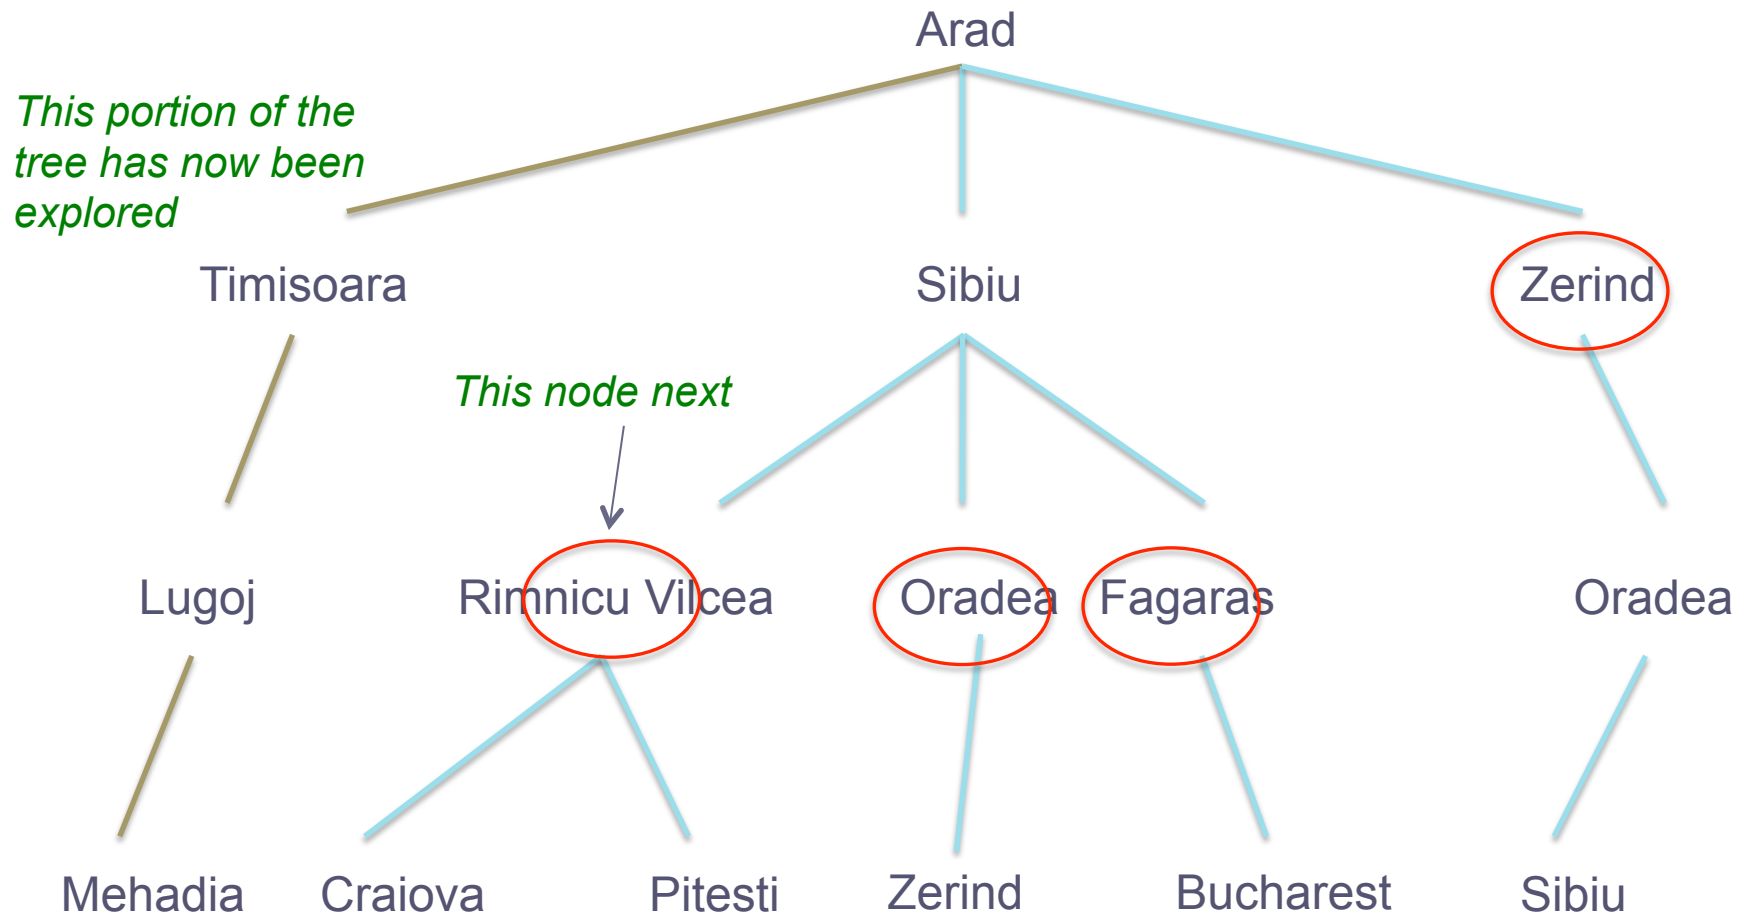 Arad
This portion of the
tree has now been
explored
Timisoara
Sibiu
Zerind
This node next
Lugoj
Rimnicu Vilcea
Oradea
Fagaras
Oradea
Mehadia
Craiova
Pitesti
Zerind
Bucharest
Sibiu